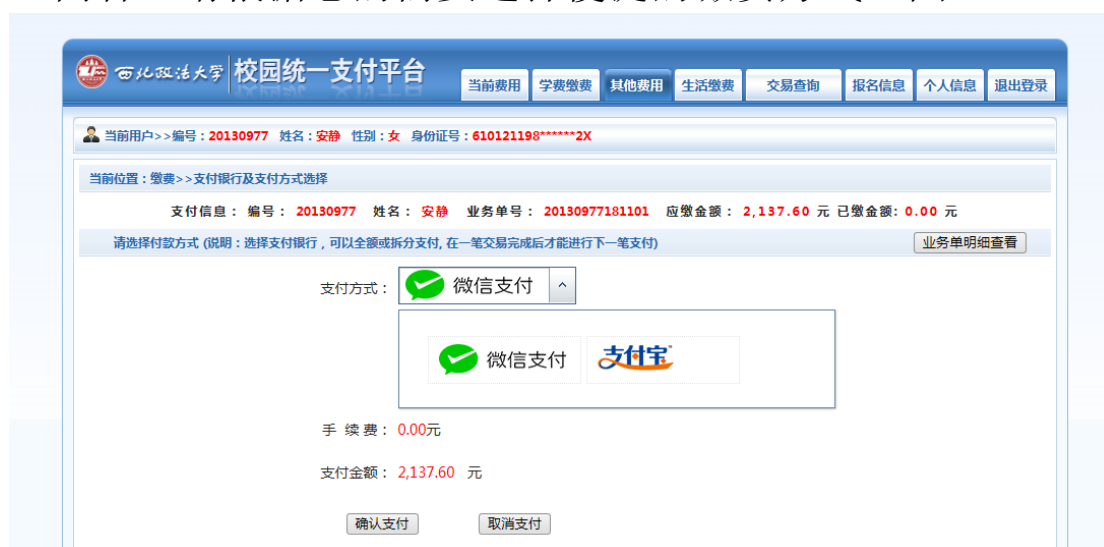 西北政法大学 校园统一支付平台
当前费用 学费缴费 其他费用 生活缴费 交易查询 报名信息 个人信息 退出登录
当前用户>>编号：20130977 姓名：安静 性别：女 身份证号：610121198******2X
当前位置：缴费>>支付银行及支付方式选择
支付信息： 编号： 20130977 姓名： 安静 业务单号： 20130977181101 应缴金额： 2,137.60 元 已缴金额: 0.00 元
请选择付款方式 (说明：选择支付银行，可以全额或拆分支付, 在一笔交易完成后才能进行下一笔支付) 业务单明细查看
支付方式： 微信支付
微信支付 支付宝
手 续 费： 0.00元
支付金额： 2,137.60 元
确认支付 取消支付